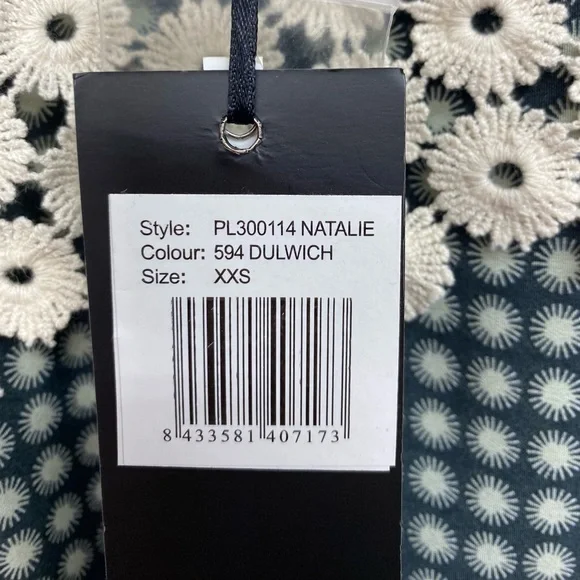 Style: PL300114 NATALIE
Colour: 594 DULWICH
Size: XXS
8 433581 407173